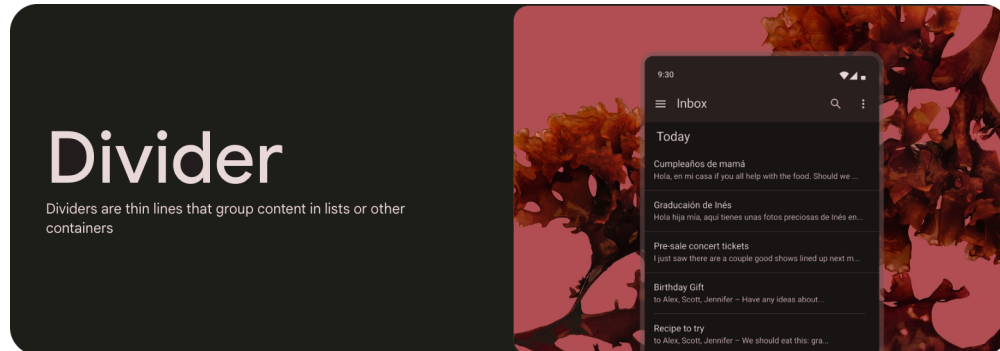 Divider
Dividers are thin lines that group content in lists or other
containers
9:30
Inbox
Today
Cumpleaños de mamá
Hola, en mi casa if you all help with the food. Should we ...
Graducaión de Inés
Hola hija mía, aquí tienes unas fotos preciosas de Inés en...
Pre-sale concert tickets
I just saw there are a couple good shows lined up next m...
Birthday Gift
to Alex, Scott, Jennifer – Have any ideas about...
Recipe to try
to Alex, Scott, Jennifer – We should eat this: gra...